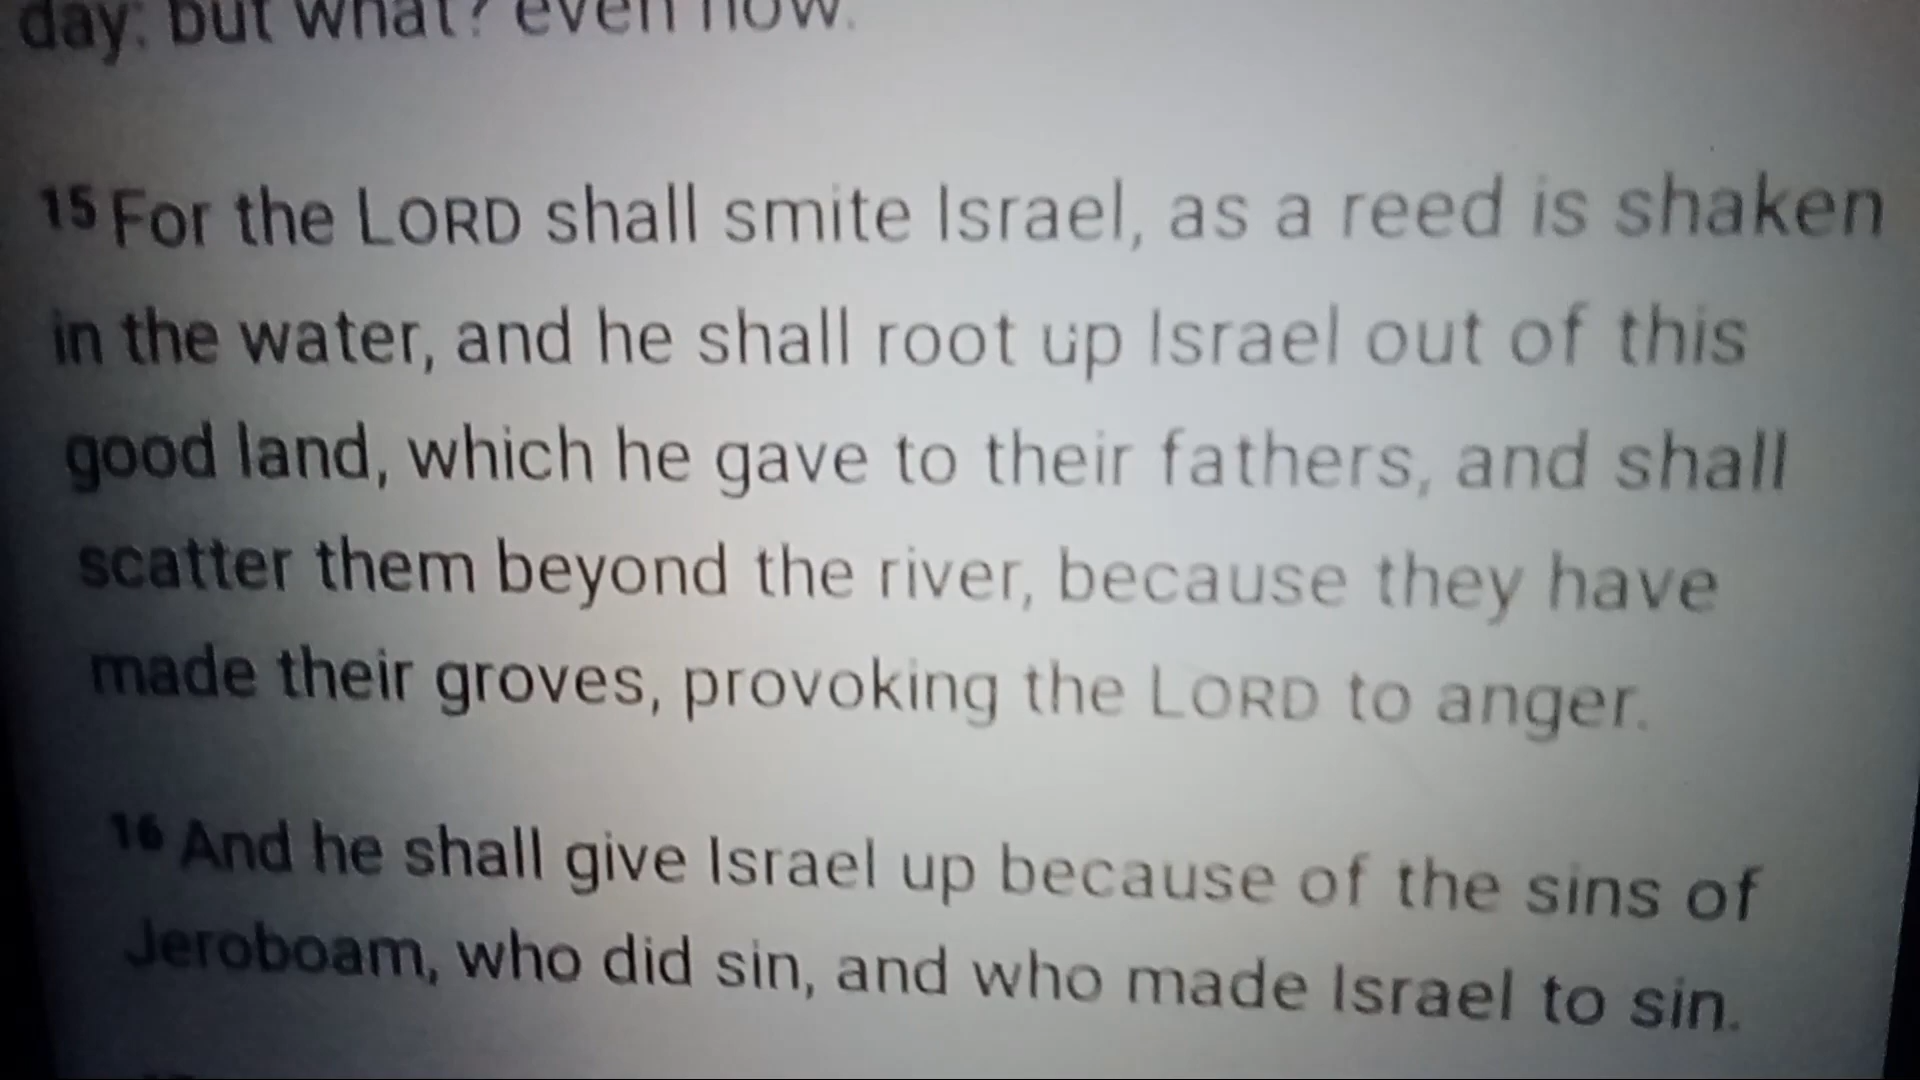 day: but what? even now.
15 For the LORD shall smite Israel, as a reed is shaken
in the water, and he shall root up Israel out of this
good land, which he gave to their fathers, and shall
scatter them beyond the river, because they have
made their groves, provoking the LORD to anger.
16 And he shall give Israel up because of the sins of
Jeroboam, who did sin, and who made Israel to sin.